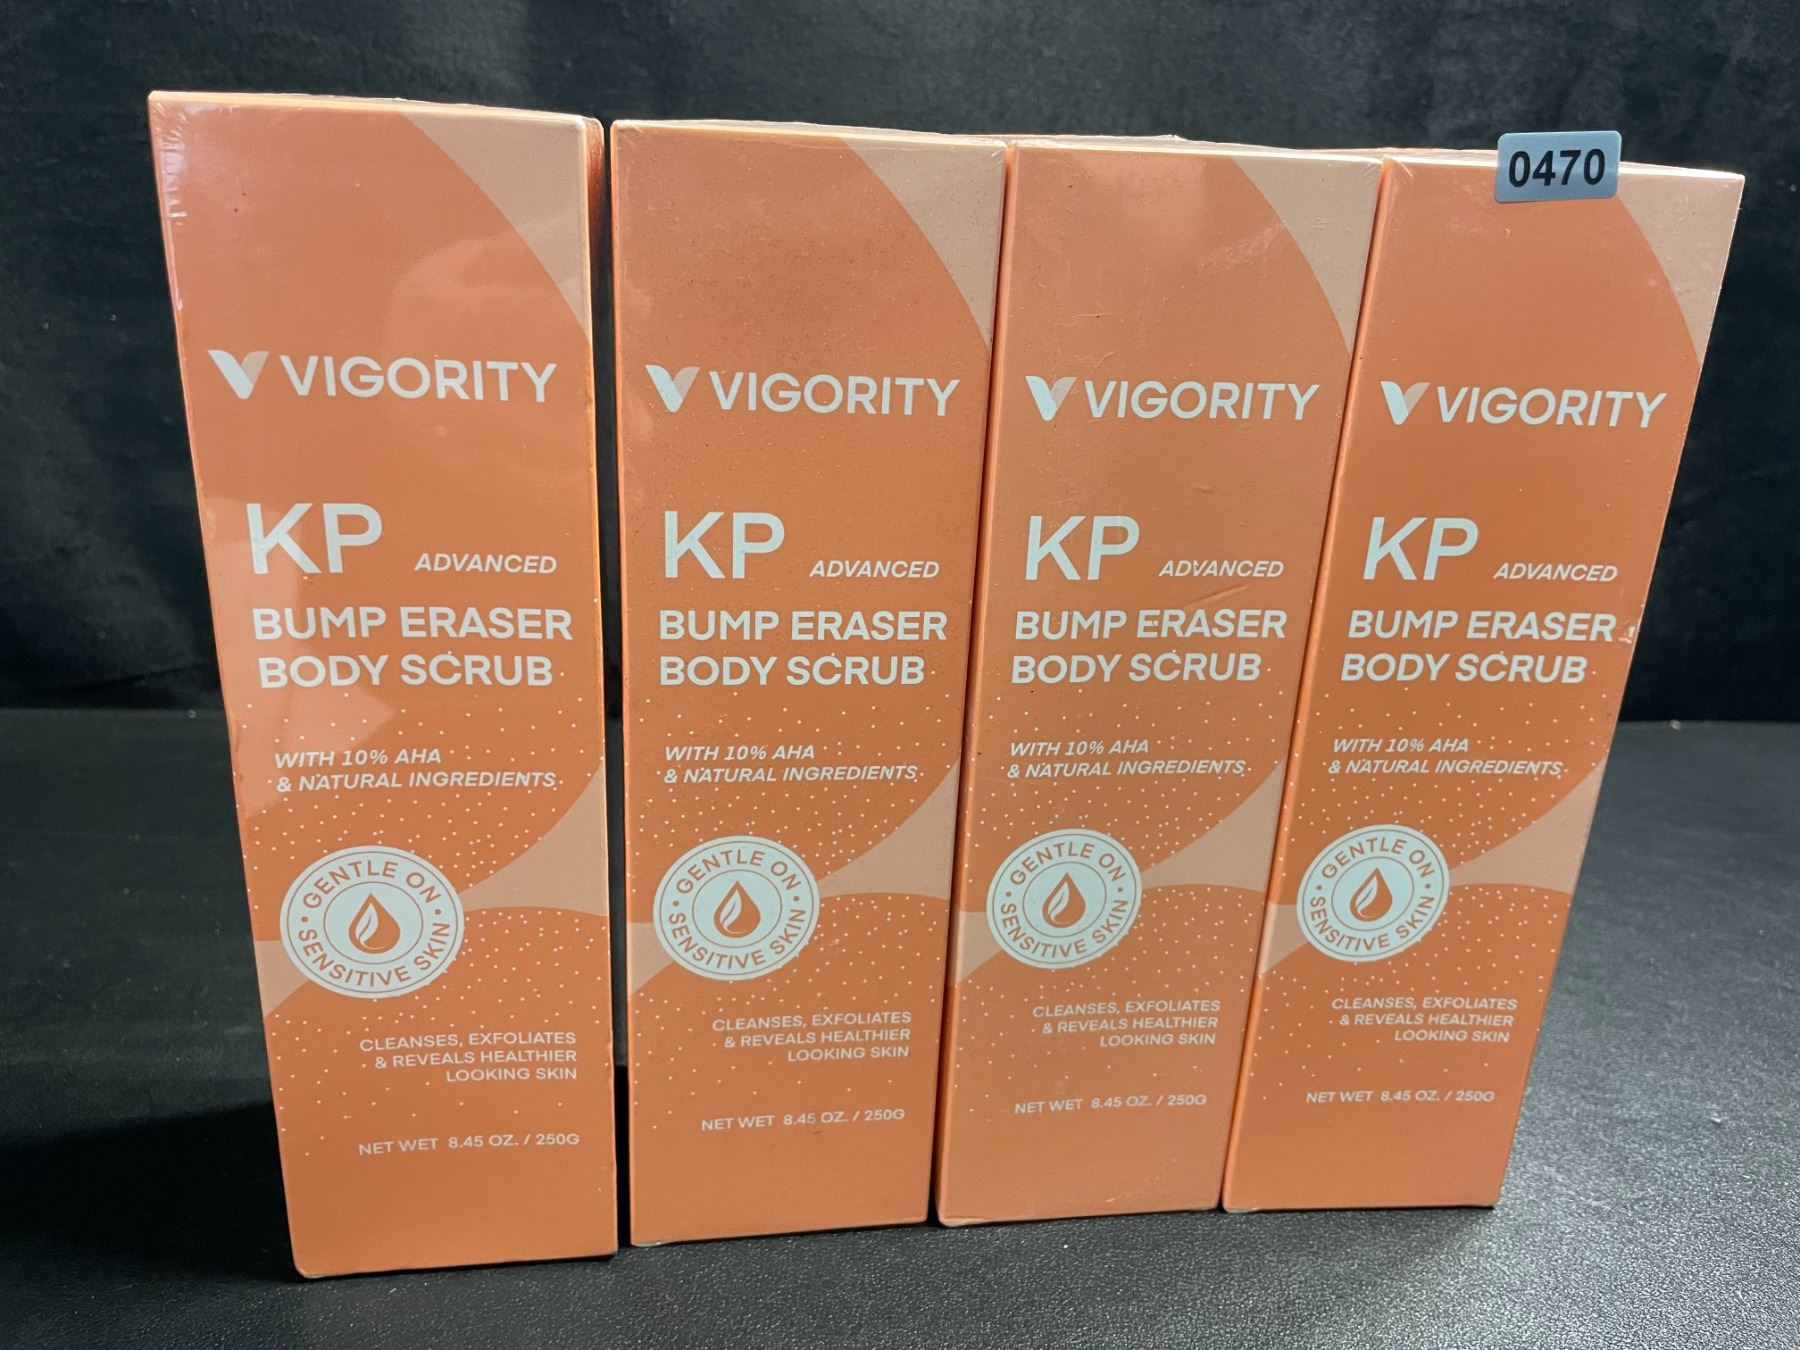 0470
VIGORITY
KP ADVANCED
BUMP ERASER
BODY SCRUB
WITH 10% AHA
& NATURAL INGREDIENTS
GENTLE ON
SENSITIVE SKIN
CLEANSES, EXFOLIATES
& REVEALS HEALTHIER
LOOKING SKIN
NET WET 8.45 OZ. / 250G
VIGORITY
KP ADVANCED
BUMP ERASER
BODY SCRUB
WITH 10% AHA
& NATURAL INGREDIENTS
GENTLE ON
SENSITIVE SKIN
CLEANSES, EXFOLIATES
& REVEALS HEALTHIER
LOOKING SKIN
NET WET 8.45 OZ. / 250G
VIGORITY
KP ADVANCED
BUMP ERASER
BODY SCRUB
WITH 10% AHA
& NATURAL INGREDIENTS
GENTLE ON
SENSITIVE SKIN
CLEANSES, EXFOLIATES
& REVEALS HEALTHIER
LOOKING SKIN
NET WET 8.45 OZ. / 250G
VIGORITY
KP ADVANCED
BUMP ERASER
BODY SCRUB
WITH 10% AHA
& NATURAL INGREDIENTS
GENTLE ON
SENSITIVE SKIN
CLEANSES, EXFOLIATES
& REVEALS HEALTHIER
LOOKING SKIN
NET WET 8.45 OZ. / 250G